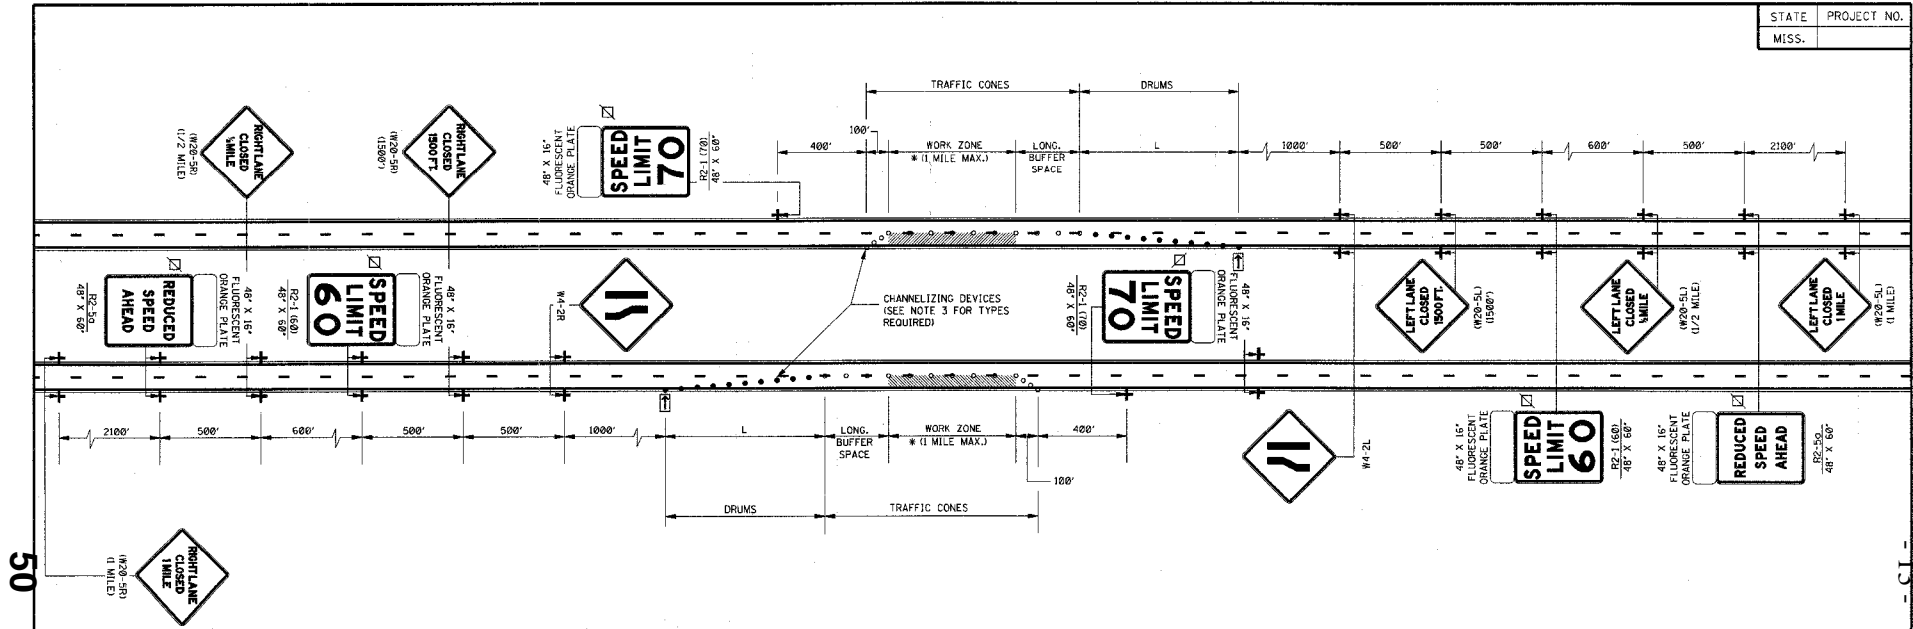 STATE
PROJECT NO.
MISS.
TRAFFIC CONES
DRUMS
100'
400'
WORK ZONE
* (1 MILE MAX.)
LONG.
BUFFER
SPACE
L
1000'
500'
500'
600'
500'
2100'
RIGHT LANE
CLOSED
½ MILE
(W20-5R)
(1/2 MILE)
RIGHT LANE
CLOSED
1500 FT.
(W20-5R)
(1500')
48" X 16"
FLUORESCENT
ORANGE PLATE
SPEED
LIMIT
70
R2-1 (70)
48" X 60"
REDUCED
SPEED
AHEAD
R2-5a
48" X 60"
48" X 16"
FLUORESCENT
ORANGE PLATE
SPEED
LIMIT
60
R2-1 (60)
48" X 60"
48" X 16"
FLUORESCENT
ORANGE PLATE
W4-2R
CHANNELIZING DEVICES
(SEE NOTE 3 FOR TYPES
REQUIRED)
SPEED
LIMIT
70
R2-1 (70)
48" X 60"
48" X 16"
FLUORESCENT
ORANGE PLATE
LEFT LANE
CLOSED
1500 FT.
(W20-5L)
(1500')
LEFT LANE
CLOSED
½ MILE
(W20-5L)
(1/2 MILE)
LEFT LANE
CLOSED
1 MILE
(W20-5L)
(1 MILE)
2100'
500'
600'
500'
500'
1000'
L
LONG.
BUFFER
SPACE
WORK ZONE
* (1 MILE MAX.)
400'
100'
DRUMS
TRAFFIC CONES
W4-2L
48" X 16"
FLUORESCENT
ORANGE PLATE
SPEED
LIMIT
60
R2-1 (60)
48" X 60"
48" X 16"
FLUORESCENT
ORANGE PLATE
REDUCED
SPEED
AHEAD
R2-5a
48" X 60"
RIGHT LANE
CLOSED
1 MILE
(W20-5R)
(1 MILE)
50